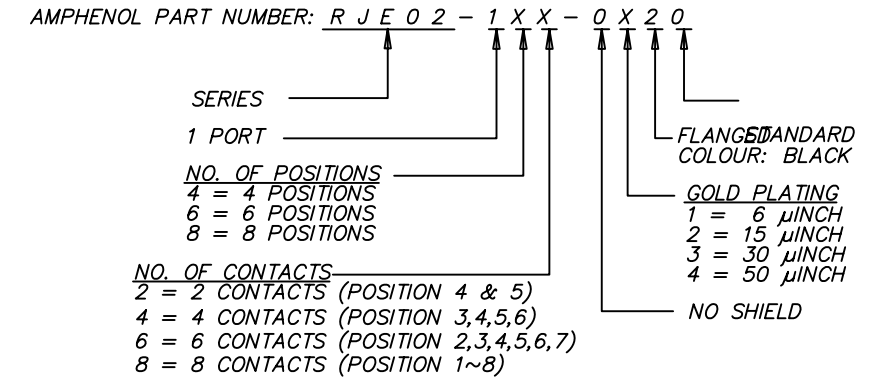 AMPHENOL PART NUMBER: R J E 0 2 - 1 X X - 0 X 2 0
SERIES
1 PORT
NO. OF POSITIONS
4 = 4 POSITIONS
6 = 6 POSITIONS
8 = 8 POSITIONS
NO. OF CONTACTS
2 = 2 CONTACTS (POSITION 4 & 5)
4 = 4 CONTACTS (POSITION 3,4,5,6)
6 = 6 CONTACTS (POSITION 2,3,4,5,6,7)
8 = 8 CONTACTS (POSITION 1~8)
STANDARD
FLANGED
COLOUR: BLACK
GOLD PLATING
1 = 6 µINCH
2 = 15 µINCH
3 = 30 µINCH
4 = 50 µINCH
NO SHIELD